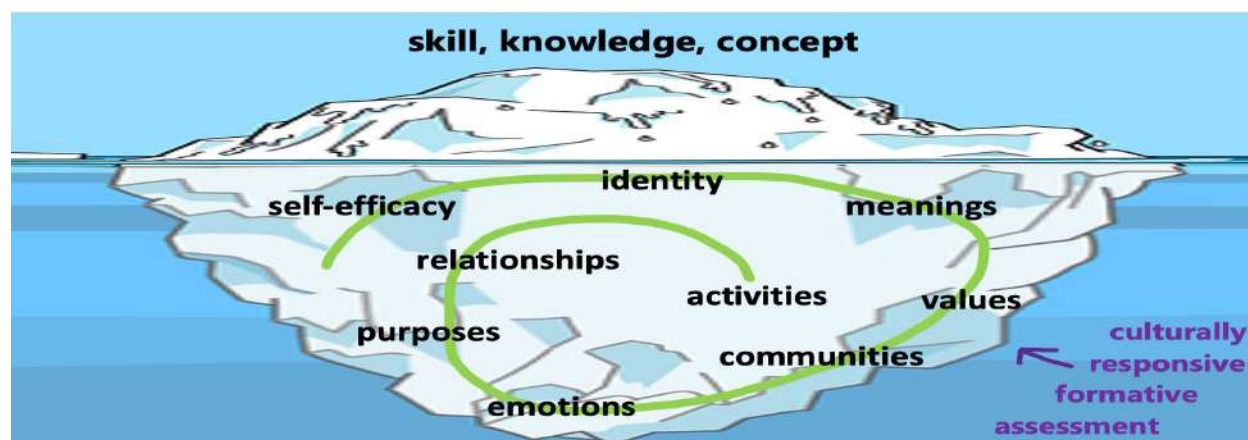 skill, knowledge, concept
identity
self-efficacy
meanings
relationships
activities
values
purposes
communities
emotions
culturally
responsive
formative
assessment